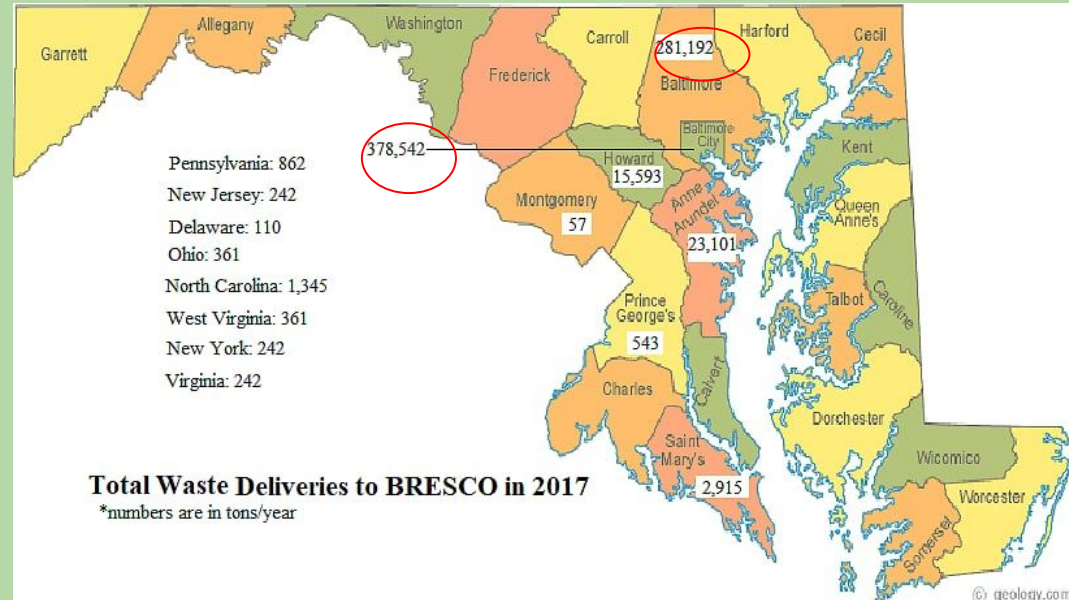 Garrett
Allegany
Washington
Frederick
Carroll
281,192
Baltimore
Harford
Cecil
378,542
Baltimore
City
Howard
15,593
Kent
Montgomery
57
Anne
Arundel
23,101
Queen
Anne's
Pennsylvania: 862
New Jersey: 242
Delaware: 110
Ohio: 361
North Carolina: 1,345
West Virginia: 361
New York: 242
Virginia: 242
Prince
George's
543
Talbot
Caroline
Charles
Calvert
Dorchester
Saint
Mary's
2,915
Wicomico
Worcester
Somerset
Total Waste Deliveries to BRESCO in 2017
*numbers are in tons/year
(c) geology.com